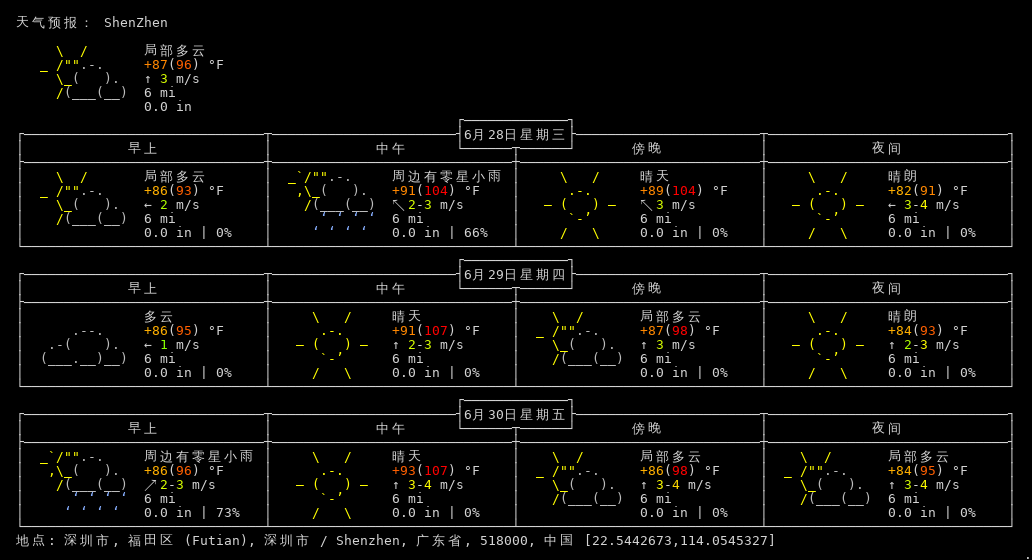 天气预报： ShenZhen
局部多云
+87(96) °F
↑ 3 m/s
6 mi
0.0 in
6月28日星期三
早上 中午 傍晚 夜间
局部多云 周边有零星小雨 晴天 晴朗
+86(93) °F +91(104) °F +89(104) °F +82(91) °F
← 2 m/s ↖ 2-3 m/s ↖ 3 m/s ← 3-4 m/s
6 mi 6 mi 6 mi 6 mi
0.0 in | 0% 0.0 in | 66% 0.0 in | 0% 0.0 in | 0%
6月29日星期四
早上 中午 傍晚 夜间
多云 晴天 局部多云 晴朗
+86(95) °F +91(107) °F +87(98) °F +84(93) °F
← 1 m/s ↑ 2-3 m/s ↑ 3 m/s ↑ 2-3 m/s
6 mi 6 mi 6 mi 6 mi
0.0 in | 0% 0.0 in | 0% 0.0 in | 0% 0.0 in | 0%
6月30日星期五
早上 中午 傍晚 夜间
周边有零星小雨 晴天 局部多云 局部多云
+86(96) °F +93(107) °F +86(98) °F +84(95) °F
↗ 2-3 m/s ↑ 3-4 m/s ↑ 3-4 m/s ↑ 3-4 m/s
6 mi 6 mi 6 mi 6 mi
0.0 in | 73% 0.0 in | 0% 0.0 in | 0% 0.0 in | 0%
地点: 深圳市, 福田区 (Futian), 深圳市 / Shenzhen, 广东省, 518000, 中国 [22.5442673,114.0545327]